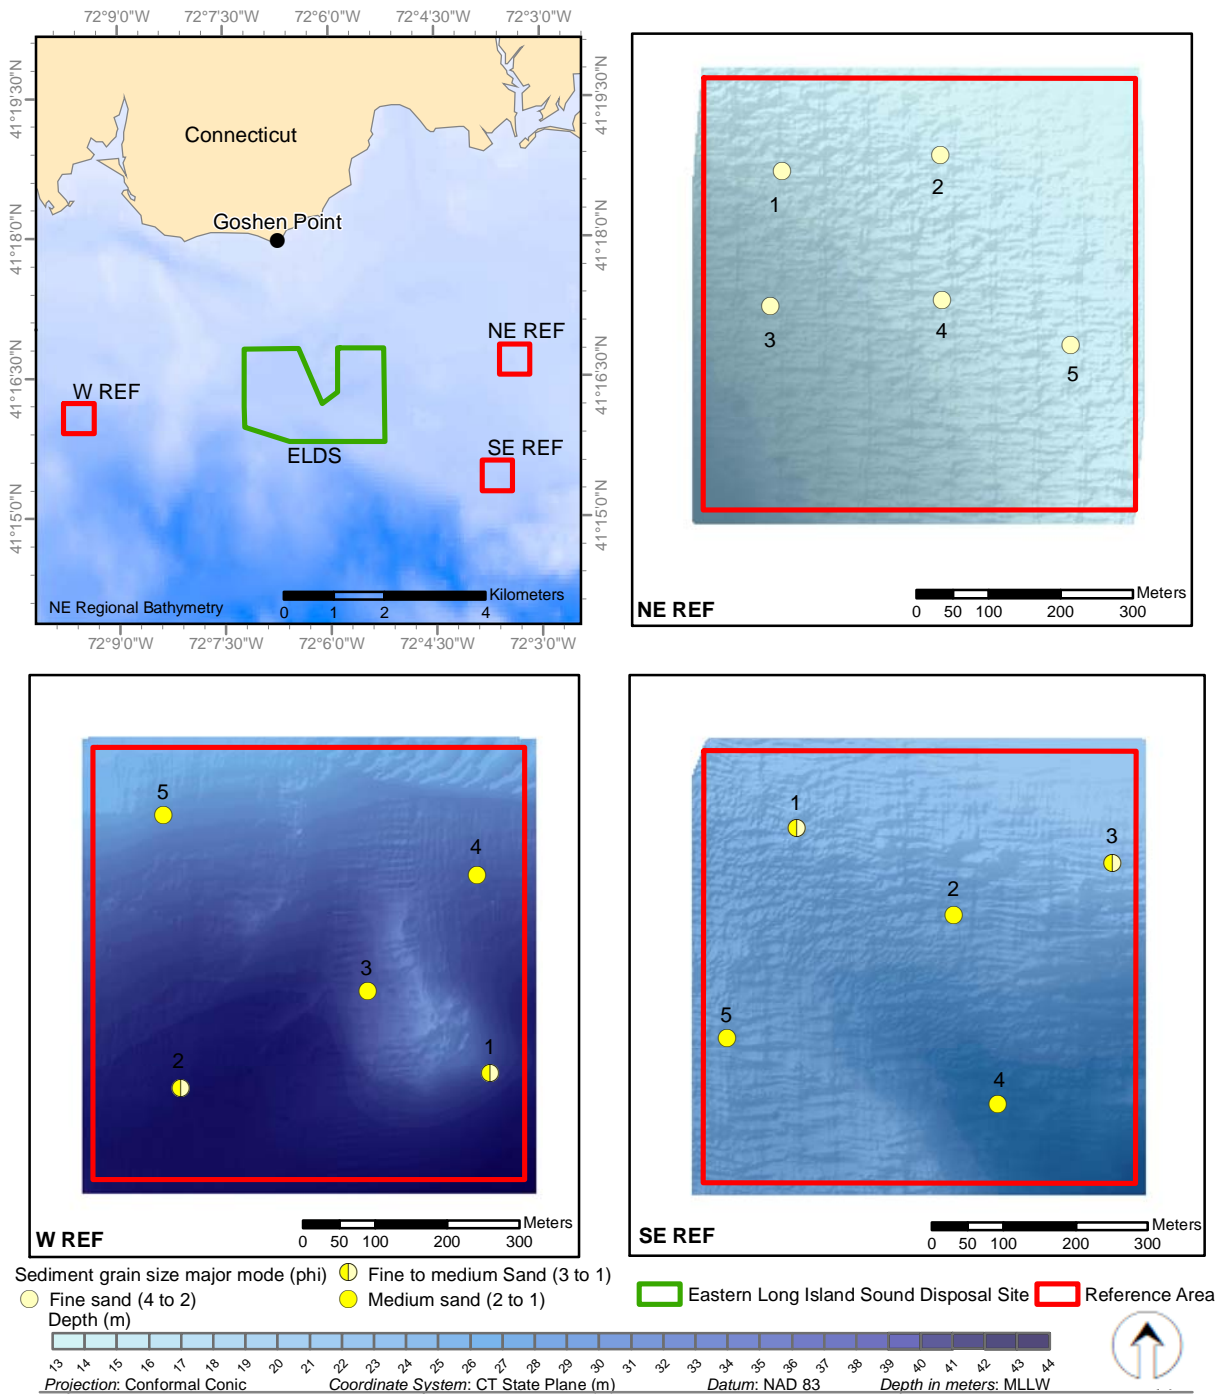 72°9'0"W 72°7'30"W 72°6'0"W 72°4'30"W 72°3'0"W
41°19'30"N
41°18'0"N
41°16'30"N
41°15'0"N
41°19'30"N
41°18'0"N
41°16'30"N
41°15'0"N
Connecticut
Goshen Point
NE REF
W REF
SE REF
ELDS
NE Regional Bathymetry
Kilometers
0 1 2 4
72°9'0"W 72°7'30"W 72°6'0"W 72°4'30"W 72°3'0"W
1
2
3
4
5
Meters
0 50 100 200 300
NE REF
5
4
3
2
1
Meters
0 50 100 200 300
W REF
1
3
2
5
4
Meters
0 50 100 200 300
SE REF
Sediment grain size major mode (phi)
Fine to medium Sand (3 to 1)
Fine sand (4 to 2)
Medium sand (2 to 1)
Eastern Long Island Sound Disposal Site
Reference Area
Depth (m)
13 14 15 16 17 18 19 20 21 22 23 24 25 26 27 28 29 30 31 32 33 34 35 36 37 38 39 40 41 42 43 44
Projection: Conformal Conic Coordinate System: CT State Plane (m) Datum: NAD 83 Depth in meters: MLLW